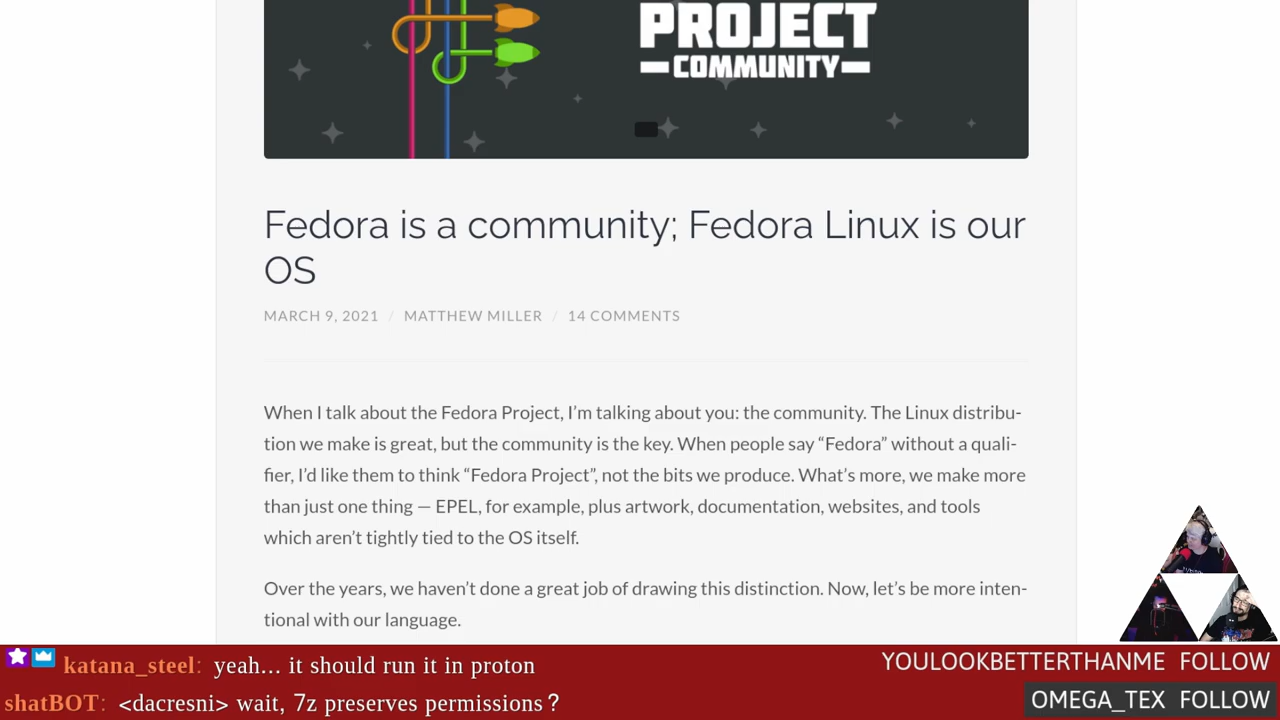 PROJECT
COMMUNITY
Fedora is a community; Fedora Linux is our
OS
MARCH 9, 2021 / MATTHEW MILLER / 14 COMMENTS
When I talk about the Fedora Project, I’m talking about you: the community. The Linux distribu-
tion we make is great, but the community is the key. When people say “Fedora” without a quali-
fier, I’d like them to think “Fedora Project”, not the bits we produce. What’s more, we make more
than just one thing — EPEL, for example, plus artwork, documentation, websites, and tools
which aren’t tightly tied to the OS itself.
Over the years, we haven’t done a great job of drawing this distinction. Now, let’s be more inten-
tional with our language.
katana_steel: yeah... it should run it in proton
shatBOT: <dacresni> wait, 7z preserves permissions?
YOULOOKBETTERTHANME FOLLOW
OMEGA_TEX FOLLOW